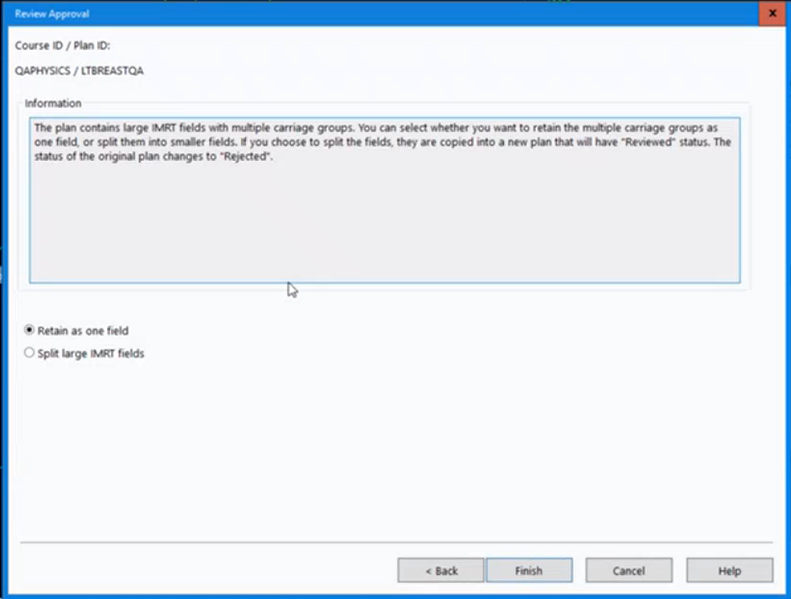 Review Approval
Course ID / Plan ID:
QAPHYSICS / LTBREASTQA
Information
The plan contains large IMRT fields with multiple carriage groups. You can select whether you want to retain the multiple carriage groups as
one field, or split them into smaller fields. If you choose to split the fields, they are copied into a new plan that will have "Reviewed" status. The
status of the original plan changes to "Rejected".
Retain as one field
Split large IMRT fields
< Back Finish Cancel Help